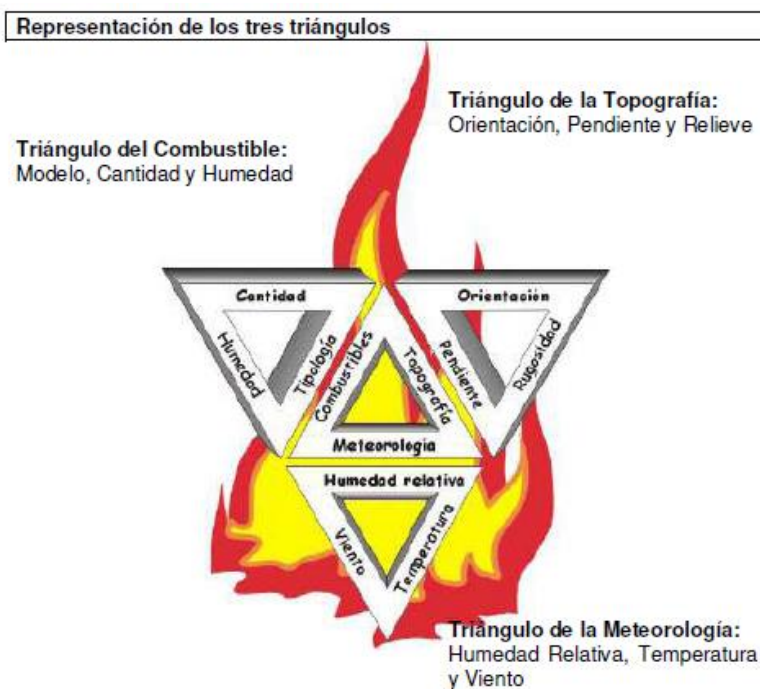 Representación de los tres triángulos
Triángulo de la Topografía:
Orientación, Pendiente y Relieve
Triángulo del Combustible:
Modelo, Cantidad y Humedad
Cantidad
Humedad
Tipología
Orientación
Pendiente
Rugosidad
Combustibles
Topografía
Meteorología
Humedad relativa
Viento
Temperatura
Triángulo de la Meteorología:
Humedad Relativa, Temperatura
y Viento